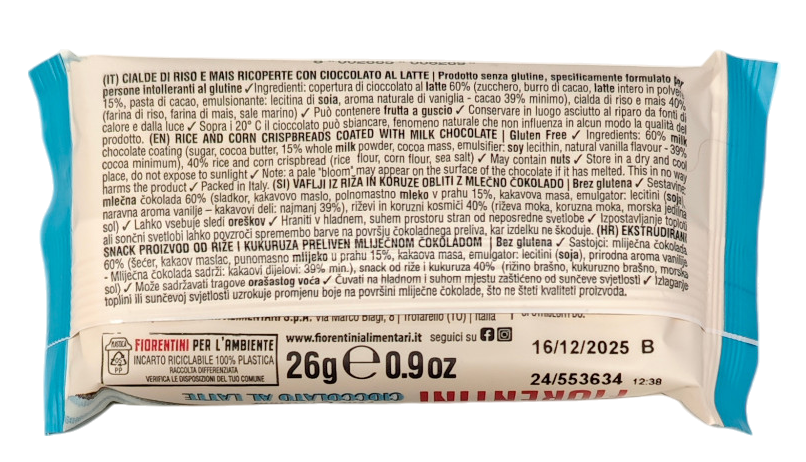 (IT) CIALDE DI RISO E MAIS RICOPERTE CON CIOCCOLATO AL LATTE | Prodotto senza glutine, specificamente formulato per
persone intolleranti al glutine ✓ Ingredienti: copertura di cioccolato al latte 60% (zucchero, burro di cacao, latte intero in polvere
15%, pasta di cacao, emulsionante: lecitina di soia, aroma naturale di vaniglia - cacao 39% minimo), cialda di riso e mais 40%
(farina di riso, farina di mais, sale marino) ✓ Può contenere frutta a guscio ✓ Conservare in luogo asciutto al riparo da fonti di
calore e dalla luce ✓ Sopra i 20° C il cioccolato può sbiancare, fenomeno naturale che non influenza in alcun modo la qualità del
prodotto. (EN) RICE AND CORN CRISPBREADS COATED WITH MILK CHOCOLATE | Gluten Free ✓ Ingredients: 60% milk
chocolate coating (sugar, cocoa butter, 15% whole milk powder, cocoa mass, emulsifier: soy lecithin, natural vanilla flavour - 39%
cocoa minimum), 40% rice and corn crispbread (rice flour, corn flour, sea salt) ✓ May contain nuts ✓ Store in a dry and cool
place, do not expose to sunlight ✓ Note: a pale "bloom" may appear on the surface of the chocolate if it has melted. This in no way
harms the product ✓ Packed in Italy. (SI) VAFLJI IZ RIŽA IN KORUZE OBLITI Z MLEČNO ČOKOLADO | Brez glutena ✓ Sestavine:
mlečna čokolada 60% (sladkor, kakavovo maslo, polnomastno mleko v prahu 15%, kakavova masa, emulgator: lecitini (soja),
naravna aroma vanilje – kakavovi deli: najmanj 39%), riževi in koruzni kosmiči 40% (riževa moka, koruzna moka, morska jedilna
sol) ✓ Lahko vsebuje sledi oreškov ✓ Hraniti v hladnem, suhem prostoru stran od neposredne svetlobe ✓ Izpostavljanje toploti
ali sončni svetlobi lahko povzroči spremembo barve na površju čokoladnega preliva, kar izdelku ne škoduje. (HR) EKSTRUDIRANI
SNACK PROIZVOD OD RIŽE I KUKURUZA PRELIVEN MLIJEČNOM ČOKOLADOM | Bez glutena ✓ Sastojci: mliječna čokolada
60% (šećer, kakaov maslac, punomasno mlijeko u prahu 15%, kakaova masa, emulgator: lecitini (soja), prirodna aroma vanilije
- Mliječna čokolada sadrži: kakaovi dijelovi: 39% min.), snack od riže i kukuruza 40% (rižino brašno, kukuruzno brašno, morska
sol) ✓ Može sadržavati tragove orašastog voća ✓ Čuvati na hladnom i suhom mjestu zaštićeno od sunčeve svjetlosti ✓ Izlaganje
toplini ili sunčevoj svjetlosti uzrokuje promjenu boje na površini mliječne čokolade, što ne šteti kvaliteti proizvoda.
S.p.A. Via Marco Biagi, 8 | Trofarello (TO) | Italia
FIORENTINI PER L'AMBIENTE
INCARTO RICICLABILE 100% PLASTICA
RACCOLTA DIFFERENZIATA
VERIFICA LE DISPOSIZIONI DEL TUO COMUNE
PLASTICA
PP
www.fiorentinialimentari.it seguici su
26g e 0.9 oz
16/12/2025 B
24/553634 12:38
FIORENTINI
CIOCCOLATO AL LATTE